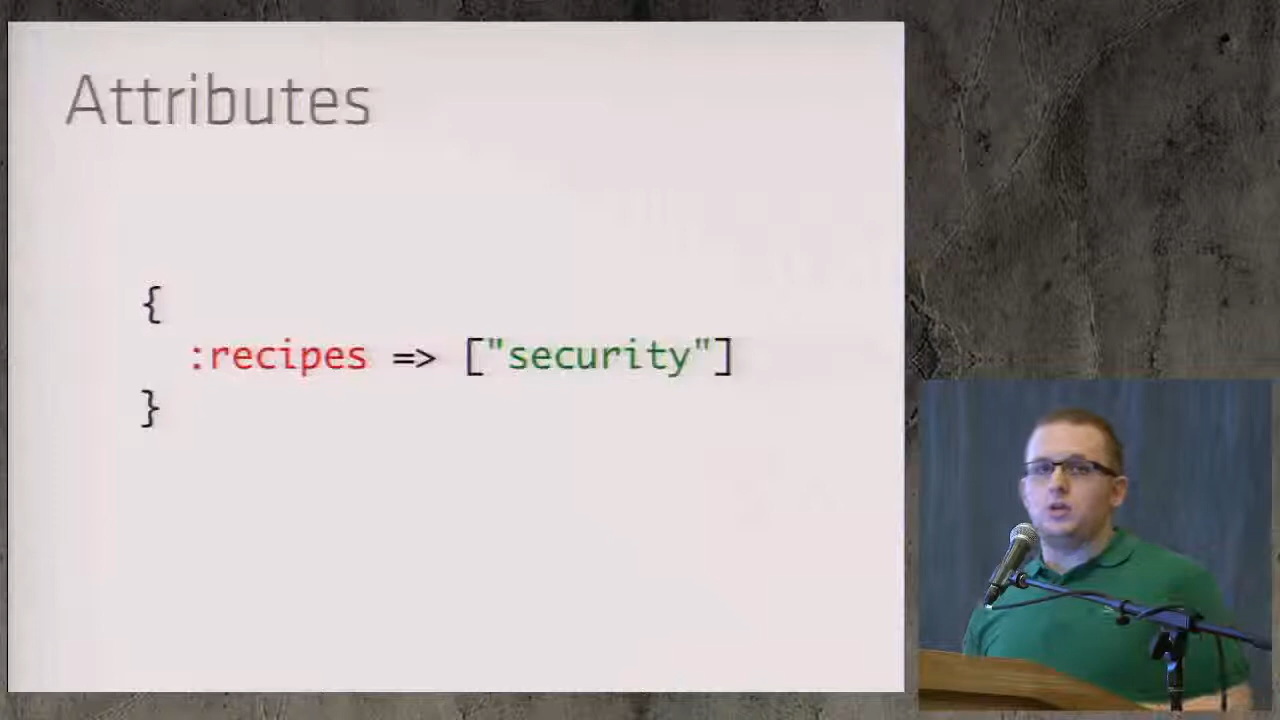 Attributes
{
:recipes => ["security"]
}